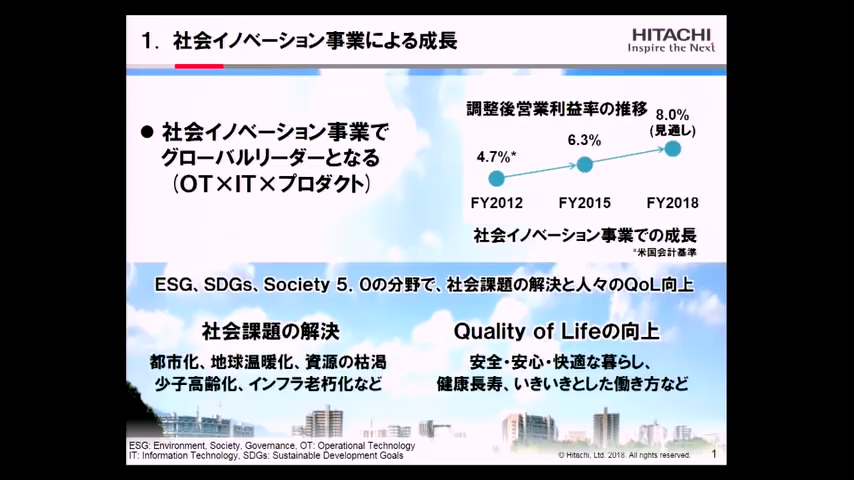 1. 社会イノベーション事業による成長
HITACHI
Inspire the Next
● 社会イノベーション事業で
グローバルリーダーとなる
(OT×IT×プロダクト)
調整後営業利益率の推移
4.7%*
6.3%
8.0%
(見通し)
FY2012
FY2015
FY2018
社会イノベーション事業での成長
*米国会計基準
ESG、SDGs、Society 5.0の分野で、社会課題の解決と人々のQoL向上
社会課題の解決
都市化、地球温暖化、資源の枯渇
少子高齢化、インフラ老朽化など
Quality of Lifeの向上
安全・安心・快適な暮らし、
健康長寿、いきいきとした働き方など
ESG: Environment, Society, Governance, OT: Operational Technology
IT: Information Technology, SDGs: Sustainable Development Goals
© Hitachi, Ltd. 2018. All rights reserved.
1